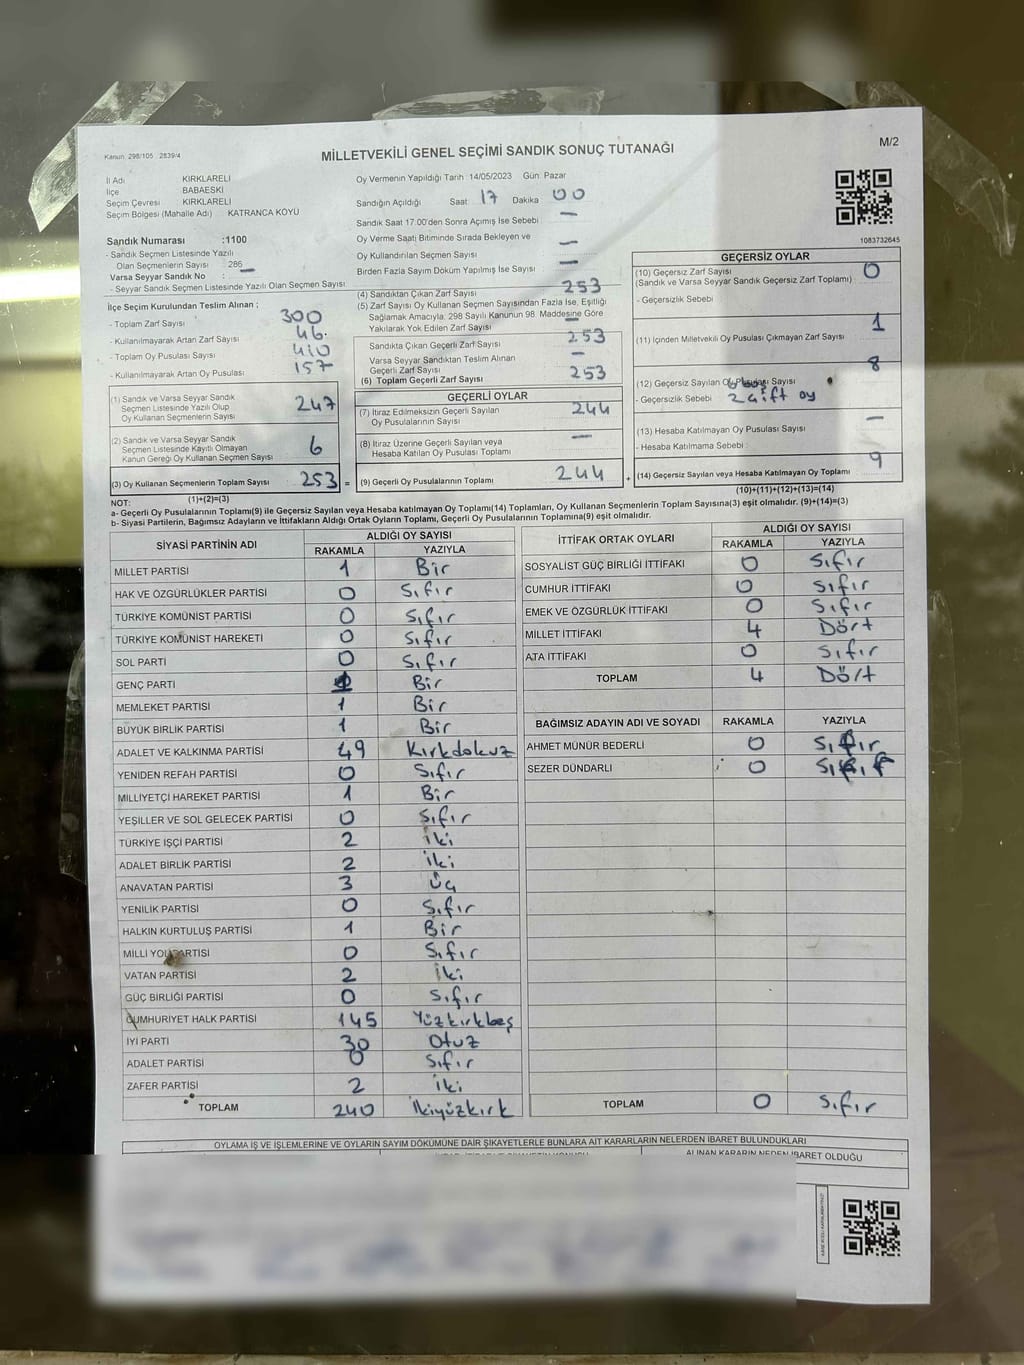 Kanun: 298/105 : 2839/4
MİLLETVEKİLİ GENEL SEÇİMİ SANDIK SONUÇ TUTANAĞI
M/2
İl Adı KIRKLARELİ
İlçe BABAESKİ
Seçim Çevresi KIRKLARELİ
Seçim Bölgesi (Mahalle Adı) KATRANCA KÖYÜ
Sandık Numarası :1100
- Sandık Seçmen Listesinde Yazılı
Olan Seçmenlerin Sayısı : 286
Varsa Seyyar Sandık No : —
- Seyyar Sandık Seçmen Listesinde Yazılı Olan Seçmen Sayısı
Oy Vermenin Yapıldığı Tarih :14/05/2023 Gün: Pazar
Sandığın Açıldığı Saat 17 Dakika 00
Sandık Saat 17:00'den Sonra Açımış İse Sebebi —
Oy Verme Saati Bitiminde Sırada Bekleyen ve
Oy Kullandırılan Seçmen Sayısı —
Birden Fazla Sayım Döküm Yapılmış İse Sayısı —
1083732645
İlçe Seçim Kurulundan Teslim Alınan ;
- Toplam Zarf Sayısı 300
- Kullanılmayarak Artan Zarf Sayısı 46
- Toplam Oy Pusulası Sayısı 410
- Kullanılmayarak Artan Oy Pusulası 157
(1) Sandık ve Varsa Seyyar Sandık
Seçmen Listesinde Yazılı Olup
Oy Kullanan Seçmenlerin Sayısı 247
(2) Sandık ve Varsa Seyyar Sandık
Seçmen Listesinde Kayıtlı Olmayan
Kanun Gereği Oy Kullanan Seçmen Sayısı 6
(3) Oy Kullanan Seçmenlerin Toplam Sayısı 253 =
(1)+(2)=(3)
(4) Sandıktan Çıkan Zarf Sayısı 253
(5) Zarf Sayısı Oy Kullanan Seçmen Sayısından Fazla İse, Eşitliği
Sağlamak Amacıyla, 298 Sayılı Kanunun 98. Maddesine Göre
Yakılarak Yok Edilen Zarf Sayısı —
Sandıkta Çıkan Geçerli Zarf Sayısı 253
Varsa Seyyar Sandıktan Teslim Alınan
Geçerli Zarf Sayısı —
(6) Toplam Geçerli Zarf Sayısı 253
GEÇERLİ OYLAR
(7) İtiraz Edilmeksizin Geçerli Sayılan
Oy Pusulalarının Sayısı 244
(8) İtiraz Üzerine Geçerli Sayılan veya
Hesaba Katılan Oy Pusulası Toplamı —
(9) Geçerli Oy Pusulalarının Toplamı 244 +
GEÇERSİZ OYLAR
(10) Geçersiz Zarf Sayısı 0
(Sandık ve Varsa Seyyar Sandık Geçersiz Zarf Toplamı)
- Geçersizlik Sebebi
(11) İçinden Milletvekili Oy Pusulası Çıkmayan Zarf Sayısı 1
(12) Geçersiz Sayılan Oy Pusulası Sayısı 8
- Geçersizlik Sebebi : 2 çift oy
(13) Hesaba Katılmayan Oy Pusulası Sayısı —
- Hesaba Katılmama Sebebi :
(14) Geçersiz Sayılan veya Hesaba Katılmayan Oy Toplamı 9
(10)+(11)+(12)+(13)=(14)
NOT:
a- Geçerli Oy Pusulalarının Toplamı(9) ile Geçersiz Sayılan veya Hesaba katılmayan Oy Toplamı(14) Toplamları, Oy Kullanan Seçmenlerin Toplam Sayısına(3) eşit olmalıdır. (9)+(14)=(3)
b- Siyasi Partilerin, Bağımsız Adayların ve İttifakların Aldığı Ortak Oyların Toplamı, Geçerli Oy Pusulalarının Toplamına(9) eşit olmalıdır.
SİYASİ PARTİNİN ADI ALDIĞI OY SAYISI
RAKAMLA YAZIYLA
MİLLET PARTİSİ 1 Bir
HAK VE ÖZGÜRLÜKLER PARTİSİ 0 Sıfır
TÜRKİYE KOMÜNİST PARTİSİ 0 Sıfır
TÜRKİYE KOMÜNİST HAREKETİ 0 Sıfır
SOL PARTİ 0 Sıfır
GENÇ PARTİ 1 Bir
MEMLEKET PARTİSİ 1 Bir
BÜYÜK BİRLİK PARTİSİ 1 Bir
ADALET VE KALKINMA PARTİSİ 49 Kırkdokuz
YENİDEN REFAH PARTİSİ 0 Sıfır
MİLLİYETÇİ HAREKET PARTİSİ 1 Bir
YEŞİLLER VE SOL GELECEK PARTİSİ 0 Sıfır
TÜRKİYE İŞÇİ PARTİSİ 2 İki
ADALET BİRLİK PARTİSİ 2 İki
ANAVATAN PARTİSİ 3 Üç
YENİLİK PARTİSİ 0 Sıfır
HALKIN KURTULUŞ PARTİSİ 1 Bir
MİLLİ YOL PARTİSİ 0 Sıfır
VATAN PARTİSİ 2 İki
GÜÇ BİRLİĞİ PARTİSİ 0 Sıfır
CUMHURİYET HALK PARTİSİ 145 Yüzkırkbeş
İYİ PARTİ 30 Otuz
ADALET PARTİSİ 0 Sıfır
ZAFER PARTİSİ 2 İki
TOPLAM 240 İkiyüzkırk
İTTİFAK ORTAK OYLARI ALDIĞI OY SAYISI
RAKAMLA YAZIYLA
SOSYALİST GÜÇ BİRLİĞİ İTTİFAKI 0 Sıfır
CUMHUR İTTİFAKI 0 Sıfır
EMEK VE ÖZGÜRLÜK İTTİFAKI 0 Sıfır
MİLLET İTTİFAKI 4 Dört
ATA İTTİFAKI 0 Sıfır
TOPLAM 4 Dört
BAĞIMSIZ ADAYIN ADI VE SOYADI RAKAMLA YAZIYLA
AHMET MÜNÜR BEDERLİ 0 Sıfır
SEZER DÜNDARLI 0 Sıfır
TOPLAM 0 Sıfır
OYLAMA İŞ VE İŞLEMLERİNE VE OYLARIN SAYIM DÖKÜMÜNE DAİR ŞİKAYETLERLE BUNLARA AİT KARARLARIN NELERDEN İBARET BULUNDUKLARI
ALINAN KARARIN NEDEN İBARET OLDUĞU